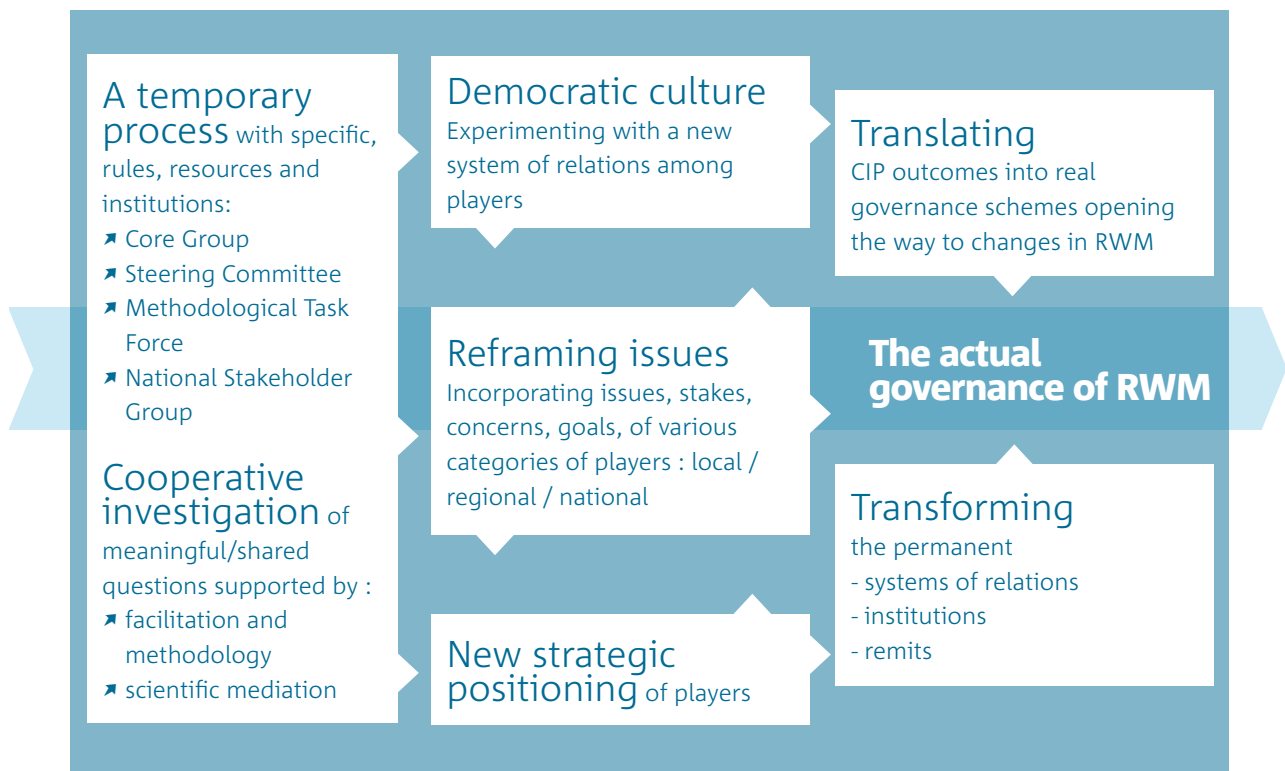 A temporary
process with specific,
rules, resources and
institutions:
Core Group
Steering Committee
Methodological Task
Force
National Stakeholder
Group
Cooperative
investigation of
meaningful/shared
questions supported by :
facilitation and
methodology
scientific mediation
Democratic culture
Experimenting with a new
system of relations among
players
Reframing issues
Incorporating issues, stakes,
concerns, goals, of various
categories of players : local /
regional / national
New strategic
positioning of players
Translating
CIP outcomes into real
governance schemes opening
the way to changes in RWM
The actual
governance of RWM
Transforming
the permanent
- systems of relations
- institutions
- remits